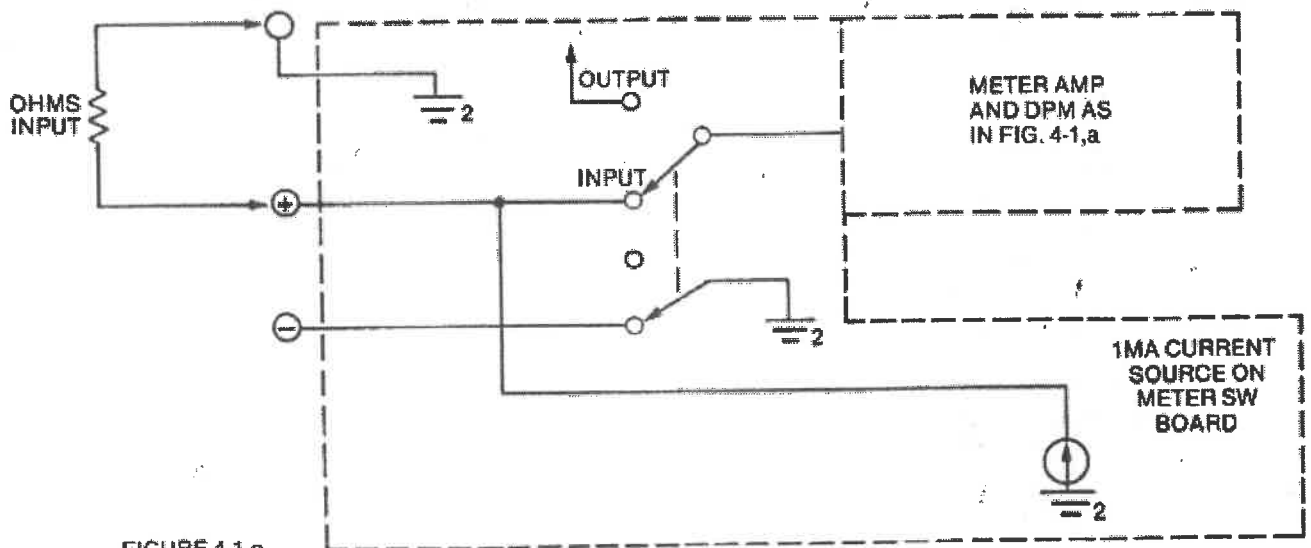 OHMS
INPUT
2
OUTPUT
METER AMP
AND DPM AS
IN FIG. 4-1,a
INPUT
+
−
2
1MA CURRENT
SOURCE ON
METER SW
BOARD
2